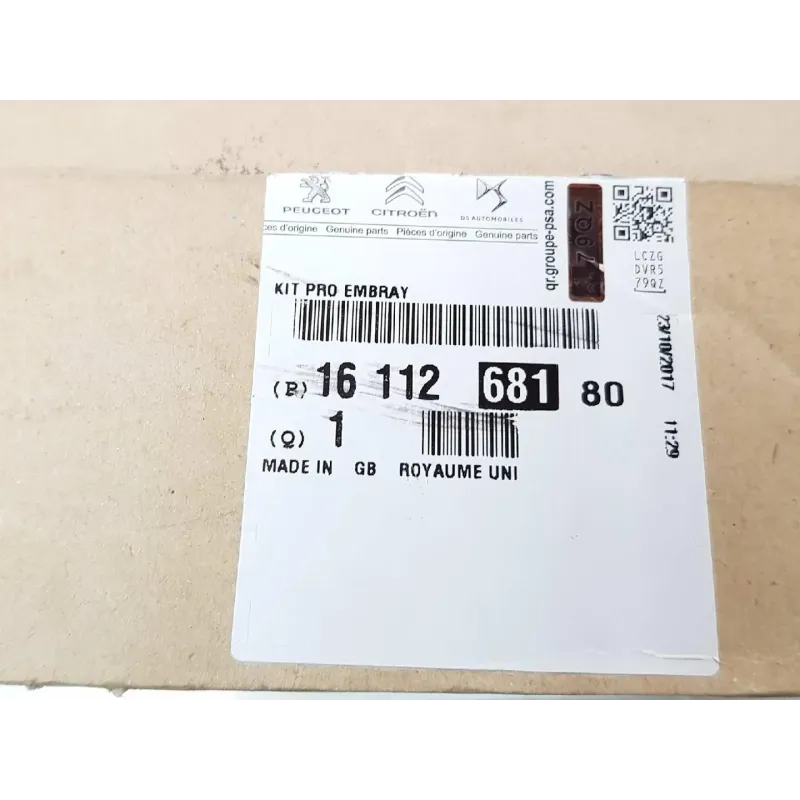 PEUGEOT CITROËN DS AUTOMOBILES
ces d'origine Genuine parts Pièces d'origine Genuine parts
qr.groupe-psa.com
79QZ
LCZG
DVR5
79QZ
KIT PRO EMBRAY
23/10/2017 11:29
(P) 16 112 681 80
(Q) 1
MADE IN GB ROYAUME UNI